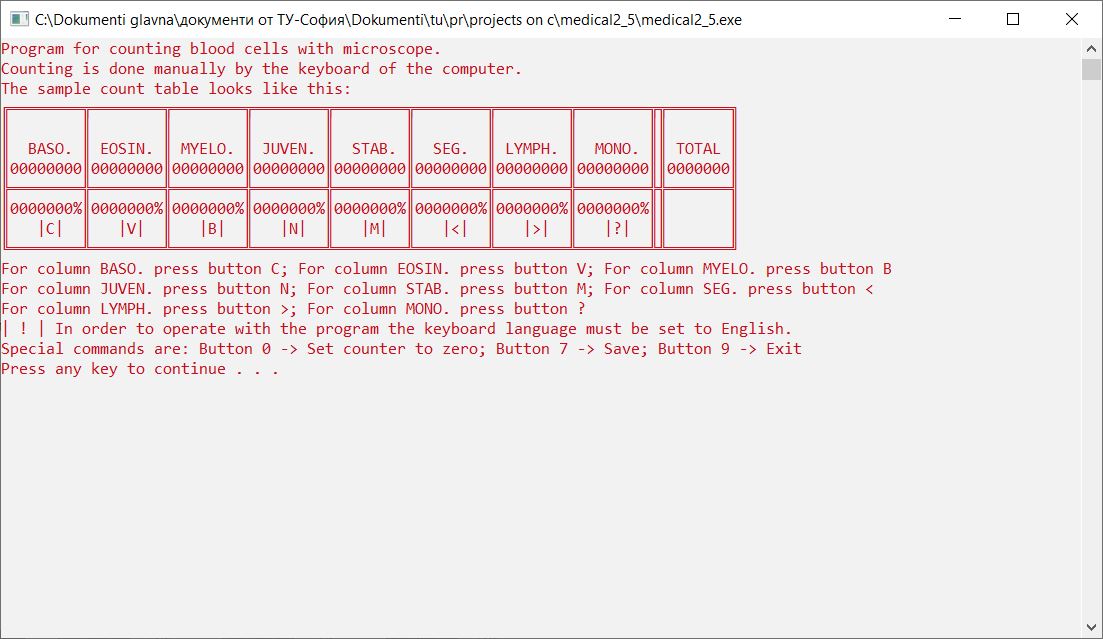 C:\Dokumenti glavna\документи от ТУ-София\Dokumenti\tu\pr\projects on c\medical2_5\medical2_5.exe
Program for counting blood cells with microscope.
Counting is done manually by the keyboard of the computer.
The sample count table looks like this:
BASO. EOSIN. MYELO. JUVEN. STAB. SEG. LYMPH. MONO. TOTAL
00000000 00000000 00000000 00000000 00000000 00000000 00000000 00000000 0000000
0000000% 0000000% 0000000% 0000000% 0000000% 0000000% 0000000% 0000000%
|C| |V| |B| |N| |M| |<| |>| |?|
For column BASO. press button C; For column EOSIN. press button V; For column MYELO. press button B
For column JUVEN. press button N; For column STAB. press button M; For column SEG. press button <
For column LYMPH. press button >; For column MONO. press button ?
| ! | In order to operate with the program the keyboard language must be set to English.
Special commands are: Button 0 -> Set counter to zero; Button 7 -> Save; Button 9 -> Exit
Press any key to continue . . .